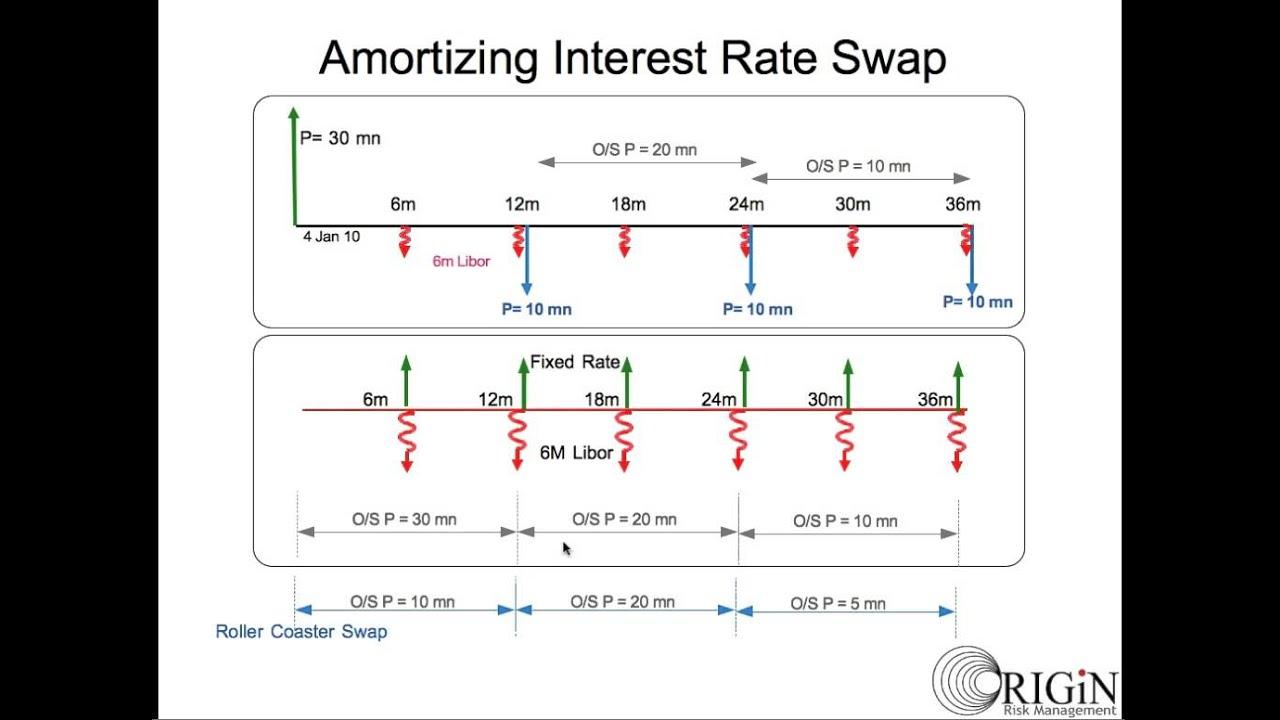 Amortizing Interest Rate Swap
P= 30 mn
O/S P = 20 mn
O/S P = 10 mn
6m 12m 18m 24m 30m 36m
4 Jan 10
6m Libor
P= 10 mn P= 10 mn P= 10 mn
Fixed Rate
6m 12m 18m 24m 30m 36m
6M Libor
O/S P = 30 mn O/S P = 20 mn O/S P = 10 mn
O/S P = 10 mn O/S P = 20 mn O/S P = 5 mn
Roller Coaster Swap
ORIGiN
Risk Management